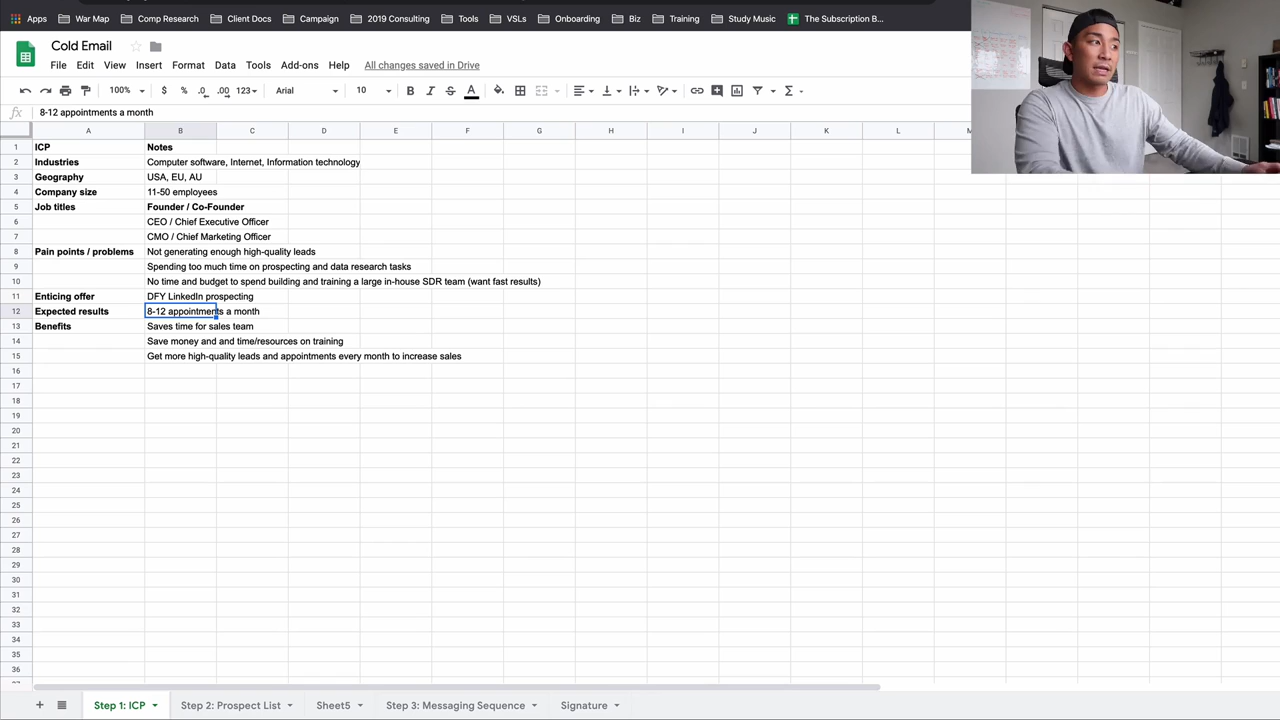 Apps War Map Comp Research Client Docs Campaign 2019 Consulting Tools VSLs Onboarding Biz Training Study Music The Subscription B...
Cold Email
File Edit View Insert Format Data Tools Add-ons Help All changes saved in Drive
100% $ % .0 .00 123 Arial 10 B I S A
fx 8-12 appointments a month
A B C D E F G H I J K L M
1 ICP Notes
2 Industries Computer software, Internet, Information technology
3 Geography USA, EU, AU
4 Company size 11-50 employees
5 Job titles Founder / Co-Founder
6 CEO / Chief Executive Officer
7 CMO / Chief Marketing Officer
8 Pain points / problems Not generating enough high-quality leads
9 Spending too much time on prospecting and data research tasks
10 No time and budget to spend building and training a large in-house SDR team (want fast results)
11 Enticing offer DFY LinkedIn prospecting
12 Expected results 8-12 appointments a month
13 Benefits Saves time for sales team
14 Save money and and time/resources on training
15 Get more high-quality leads and appointments every month to increase sales
16
17
18
19
20
21
22
23
24
25
26
27
28
29
30
31
32
33
34
35
36
Step 1: ICP Step 2: Prospect List Sheet5 Step 3: Messaging Sequence Signature